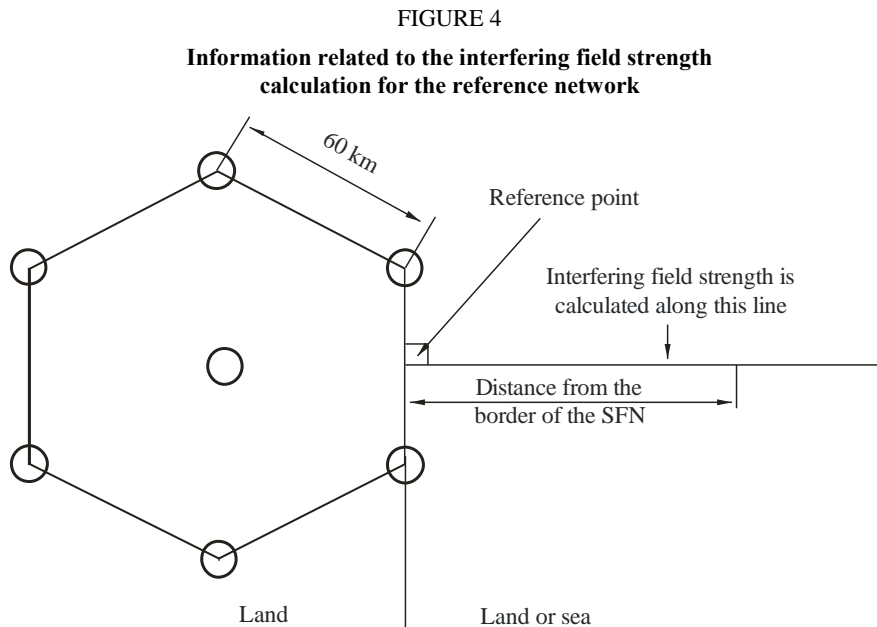 FIGURE 4
Information related to the interfering field strength
calculation for the reference network
60 km
Reference point
Interfering field strength is
calculated along this line
Distance from the
border of the SFN
Land
Land or sea